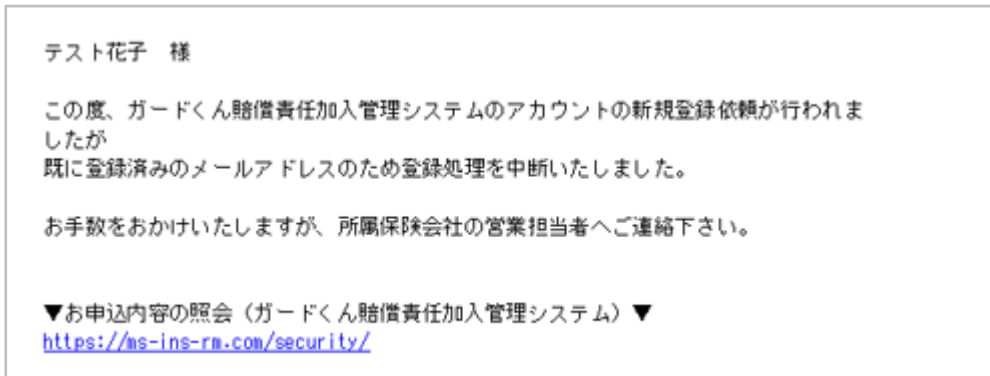 テスト花子　様
この度、ガードくん賠償責任加入管理システムのアカウントの新規登録依頼が行われま
したが
既に登録済みのメールアドレスのため登録処理を中断いたしました。
お手数をおかけいたしますが、所属保険会社の営業担当者へご連絡下さい。
▼お申込内容の照会（ガードくん賠償責任加入管理システム）▼
https://ms-ins-rm.com/security/